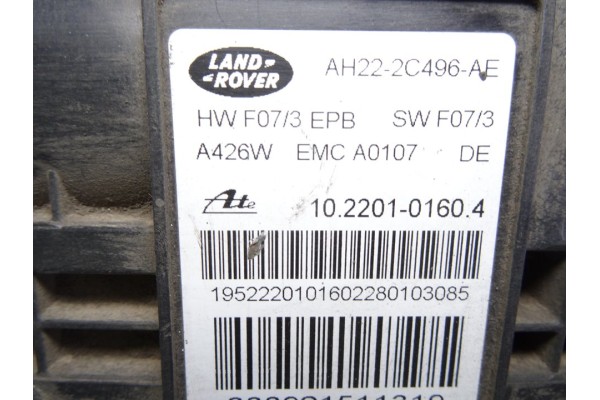 LAND ROVER AH22-2C496-AE
HW F07/3 EPB SW F07/3
A426W EMC A0107 DE
Ate 10.2201-0160.4
1952220101602280103085